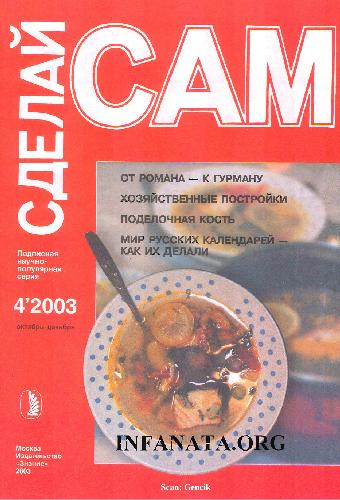 СДЕЛАЙ
САМ
ОТ РОМАНА — К ГУРМАНУ
ХОЗЯЙСТВЕННЫЕ ПОСТРОЙКИ
ПОДЕЛОЧНАЯ КОСТЬ
МИР РУССКИХ КАЛЕНДАРЕЙ —
КАК ИХ ДЕЛАЛИ
Подписная
научно-
популярная
серия
4'2003
октябрь-декабрь
Москва
Издательство
«Знание»
2003
INFANATA.ORG
Scan: Gencik